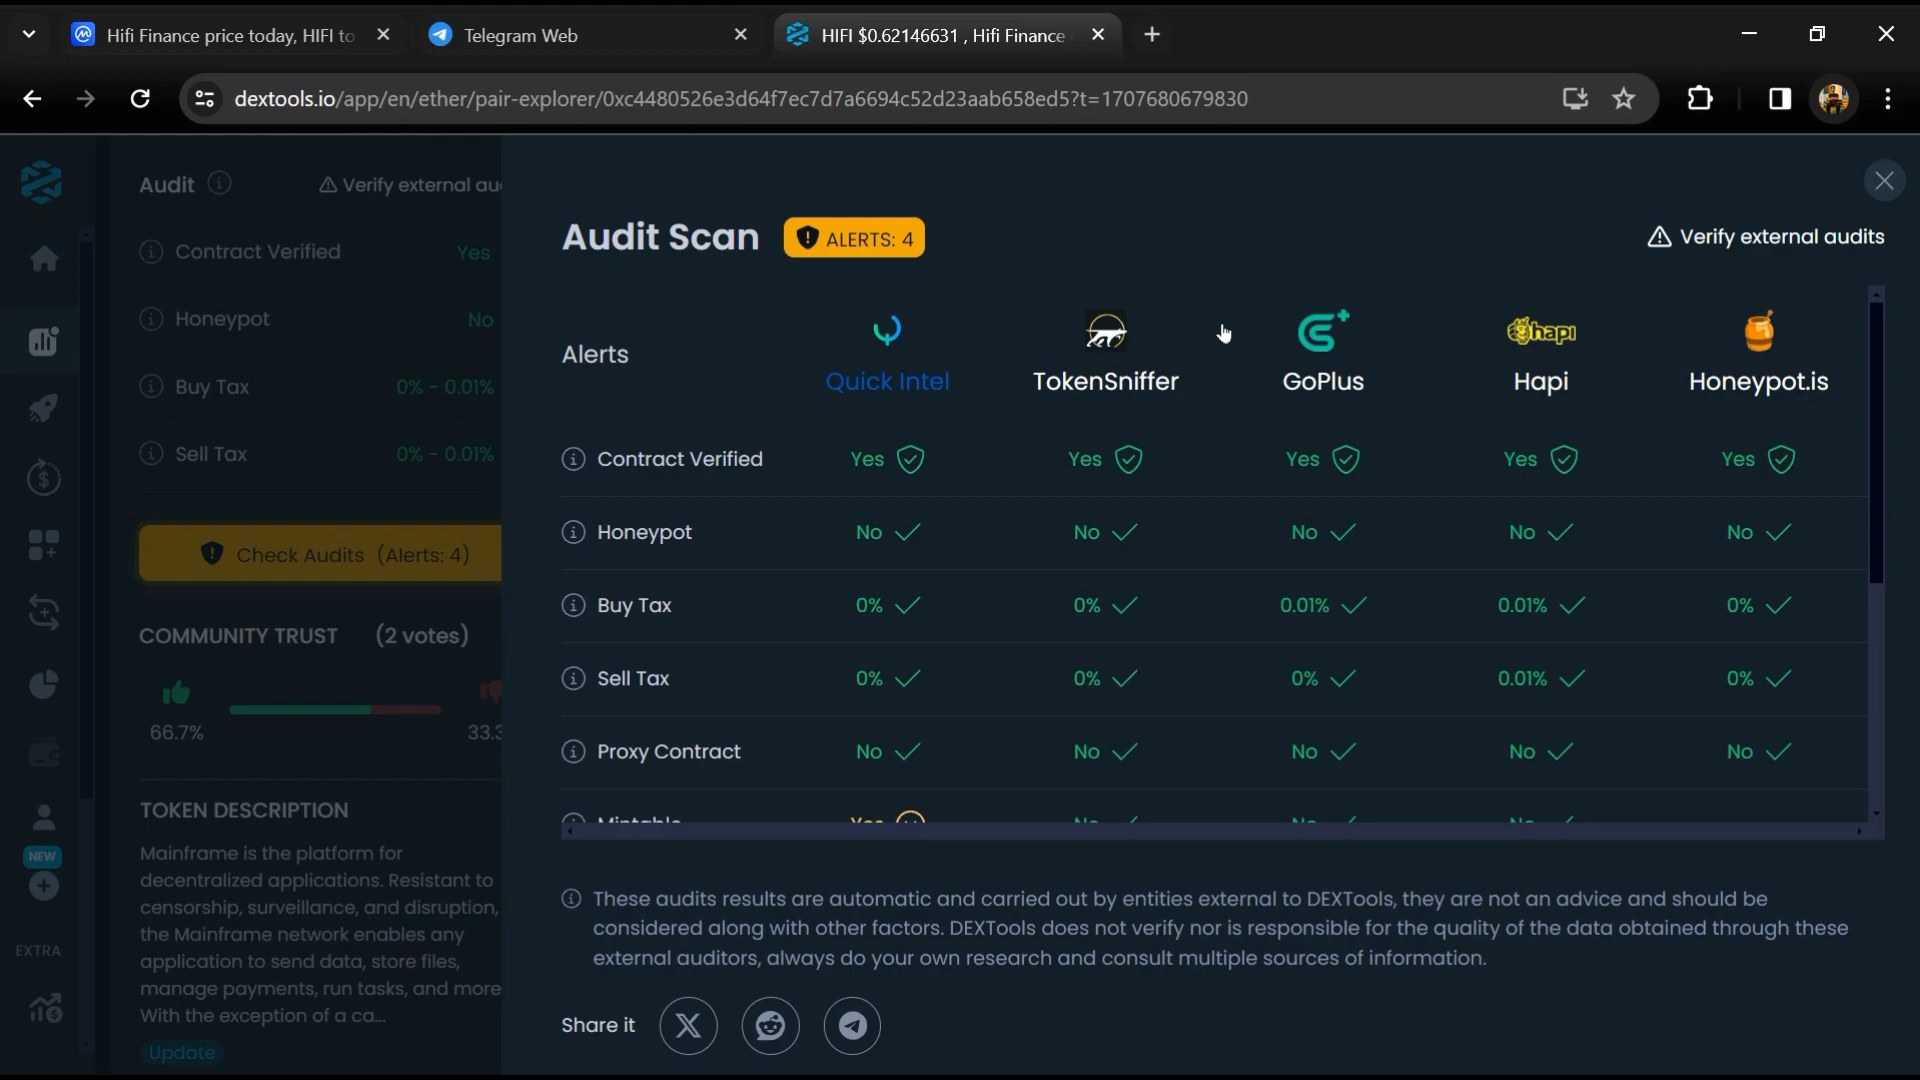 Hifi Finance price today, HIFI to
Telegram Web
HIFI $0.62146631 , Hifi Finance
dextools.io/app/en/ether/pair-explorer/0xc4480526e3d64f7ec7d7a6694c52d23aab658ed5?t=1707680679830
Audit
Verify external au
Contract Verified Yes
Honeypot No
Buy Tax 0% - 0.01%
Sell Tax 0% - 0.01%
Check Audits (Alerts: 4)
COMMUNITY TRUST (2 votes)
66.7% 33.3
TOKEN DESCRIPTION
Mainframe is the platform for
decentralized applications. Resistant to
censorship, surveillance, and disruption,
the Mainframe network enables any
application to send data, store files,
manage payments, run tasks, and more
With the exception of a ca...
Update
NEW
EXTRA
Audit Scan
ALERTS: 4
Verify external audits
Alerts
Quick Intel TokenSniffer GoPlus Hapi Honeypot.is
hapi
Contract Verified Yes Yes Yes Yes Yes
Honeypot No No No No No
Buy Tax 0% 0% 0.01% 0.01% 0%
Sell Tax 0% 0% 0% 0.01% 0%
Proxy Contract No No No No No
Mintable Yes No No No
These audits results are automatic and carried out by entities external to DEXTools, they are not an advice and should be
considered along with other factors. DEXTools does not verify nor is responsible for the quality of the data obtained through these
external auditors, always do your own research and consult multiple sources of information.
Share it